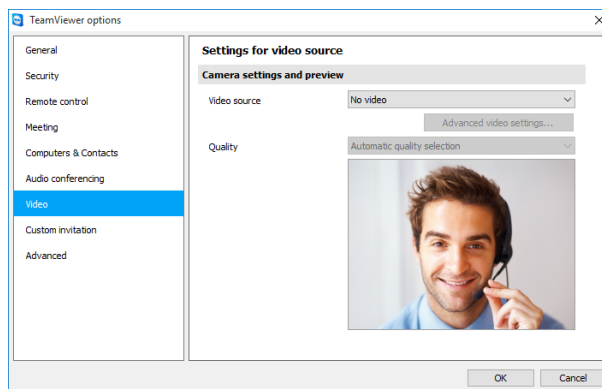 TeamViewer options
General
Security
Remote control
Meeting
Computers & Contacts
Audio conferencing
Video
Custom invitation
Advanced
Settings for video source
Camera settings and preview
Video source No video
Advanced video settings...
Quality Automatic quality selection
OK Cancel